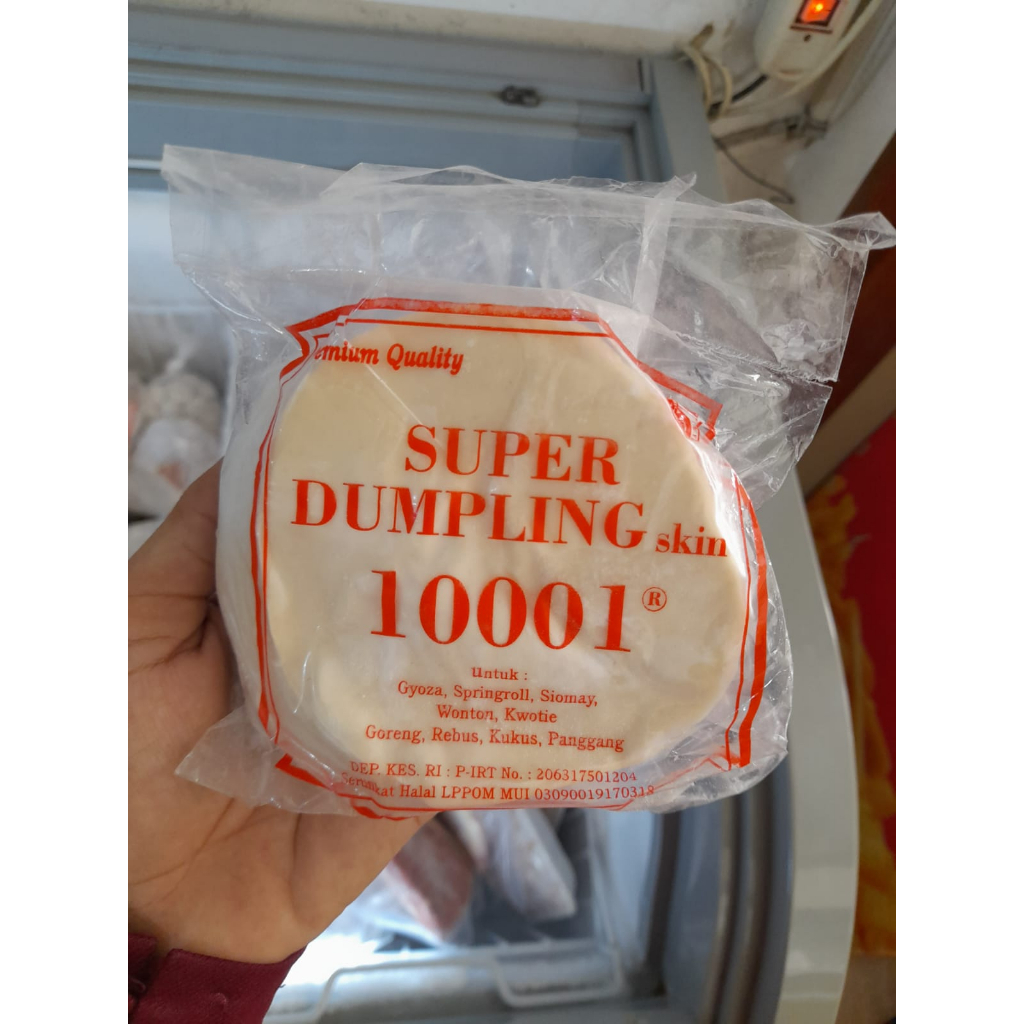 Quality
SUPER
DUMPLING skin
10001®
Untuk :
Gyoza, Springroll, Siomay,
Wonton, Kwotie
Goreng, Rebus, Kukus, Panggang
DEP. KES. RI : P-IRT No. : 206317501204
Halal LPPOM MUI 03090019170318